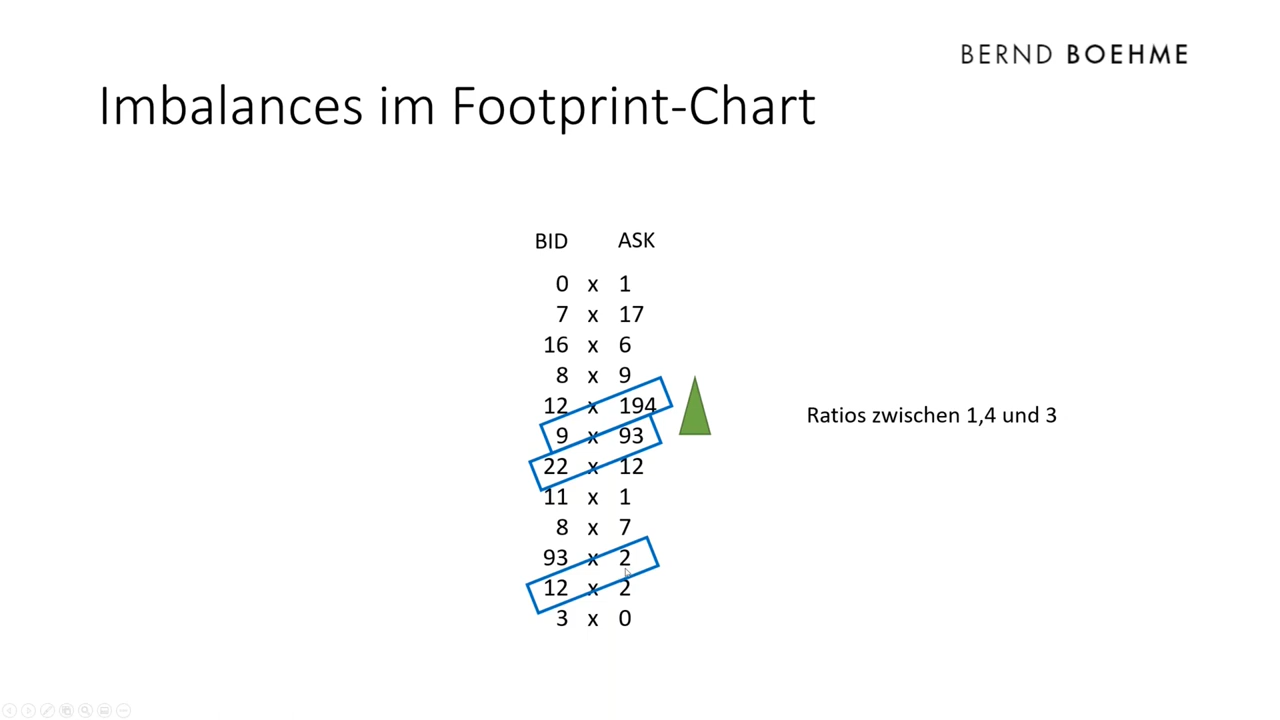 BERND BOEHME
Imbalances im Footprint-Chart
BID ASK
0 x 1
7 x 17
16 x 6
8 x 9
12 x 194
9 x 93
22 x 12
11 x 1
8 x 7
93 x 2
12 x 2
3 x 0
Ratios zwischen 1,4 und 3